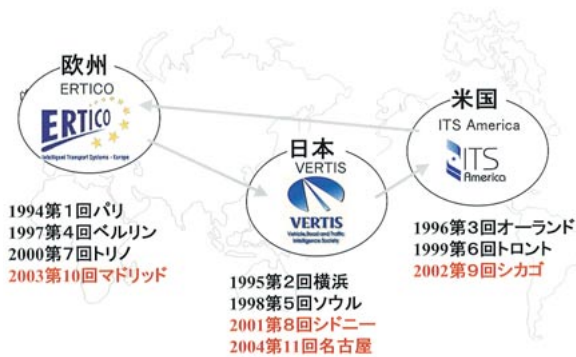 欧州
ERTICO
ERTICO
Intelligent Transport Systems - Europe
1994第1回パリ
1997第4回ベルリン
2000第7回トリノ
2003第10回マドリッド
日本
VERTIS
VERTIS
Vehicle, Road and Traffic
Intelligence Society
1995第2回横浜
1998第5回ソウル
2001第8回シドニー
2004第11回名古屋
米国
ITS America
ITS
America
1996第3回オーランド
1999第6回トロント
2002第9回シカゴ